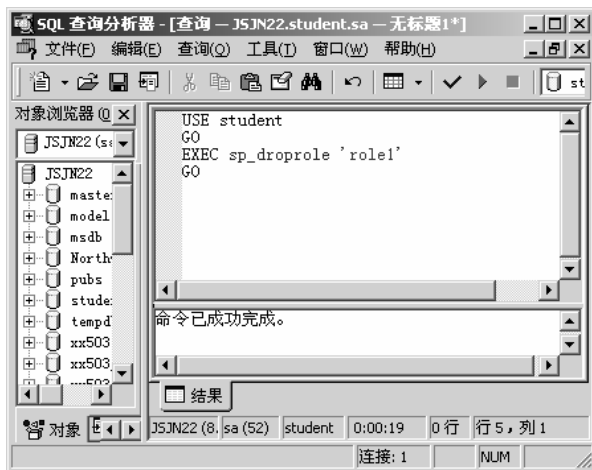 SQL 查询分析器 - [查询 — JSJN22.student.sa — 无标题1*]
文件(F) 编辑(E) 查询(Q) 工具(T) 窗口(W) 帮助(H)
st
对象浏览器
JSJN22 (sa
JSJN22
master
model
msdb
North
pubs
stude
tempd
xx503
xx503
USE student
GO
EXEC sp_droprole 'role1'
GO
命令已成功完成。
结果
对象
JSJN22 (8. sa (52) student 0:00:19 0 行 行 5，列 1
连接: 1 NUM